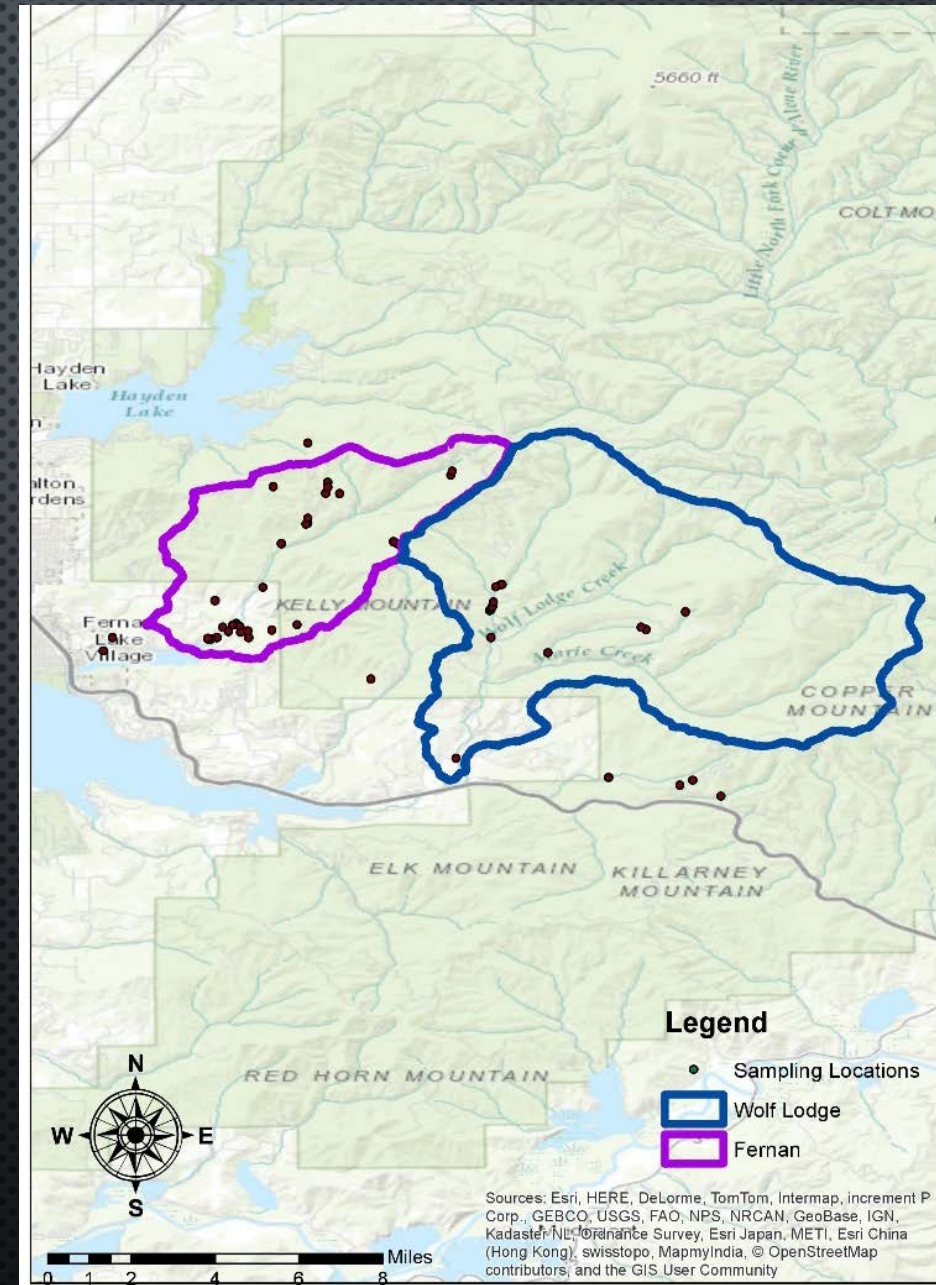 5660 ft
Little North Fork Coeur d'Alene River
COLT MO
Hayden
Lake
Hayden
Lake
n
alton
rdens
KELLY MOUNTAIN
Wolf Lodge Creek
Marie Creek
Ferna
Lake
Village
COPPER
MOUNTAIN
ELK MOUNTAIN
KILLARNEY
MOUNTAIN
RED HORN MOUNTAIN
Legend
Sampling Locations
Wolf Lodge
Fernan
N
W E
S
Miles
0 1 2 4 6 8
Sources: Esri, HERE, DeLorme, TomTom, Intermap, increment P
Corp., GEBCO, USGS, FAO, NPS, NRCAN, GeoBase, IGN,
Kadaster NL, Ordnance Survey, Esri Japan, METI, Esri China
(Hong Kong), swisstopo, MapmyIndia, © OpenStreetMap
contributors, and the GIS User Community